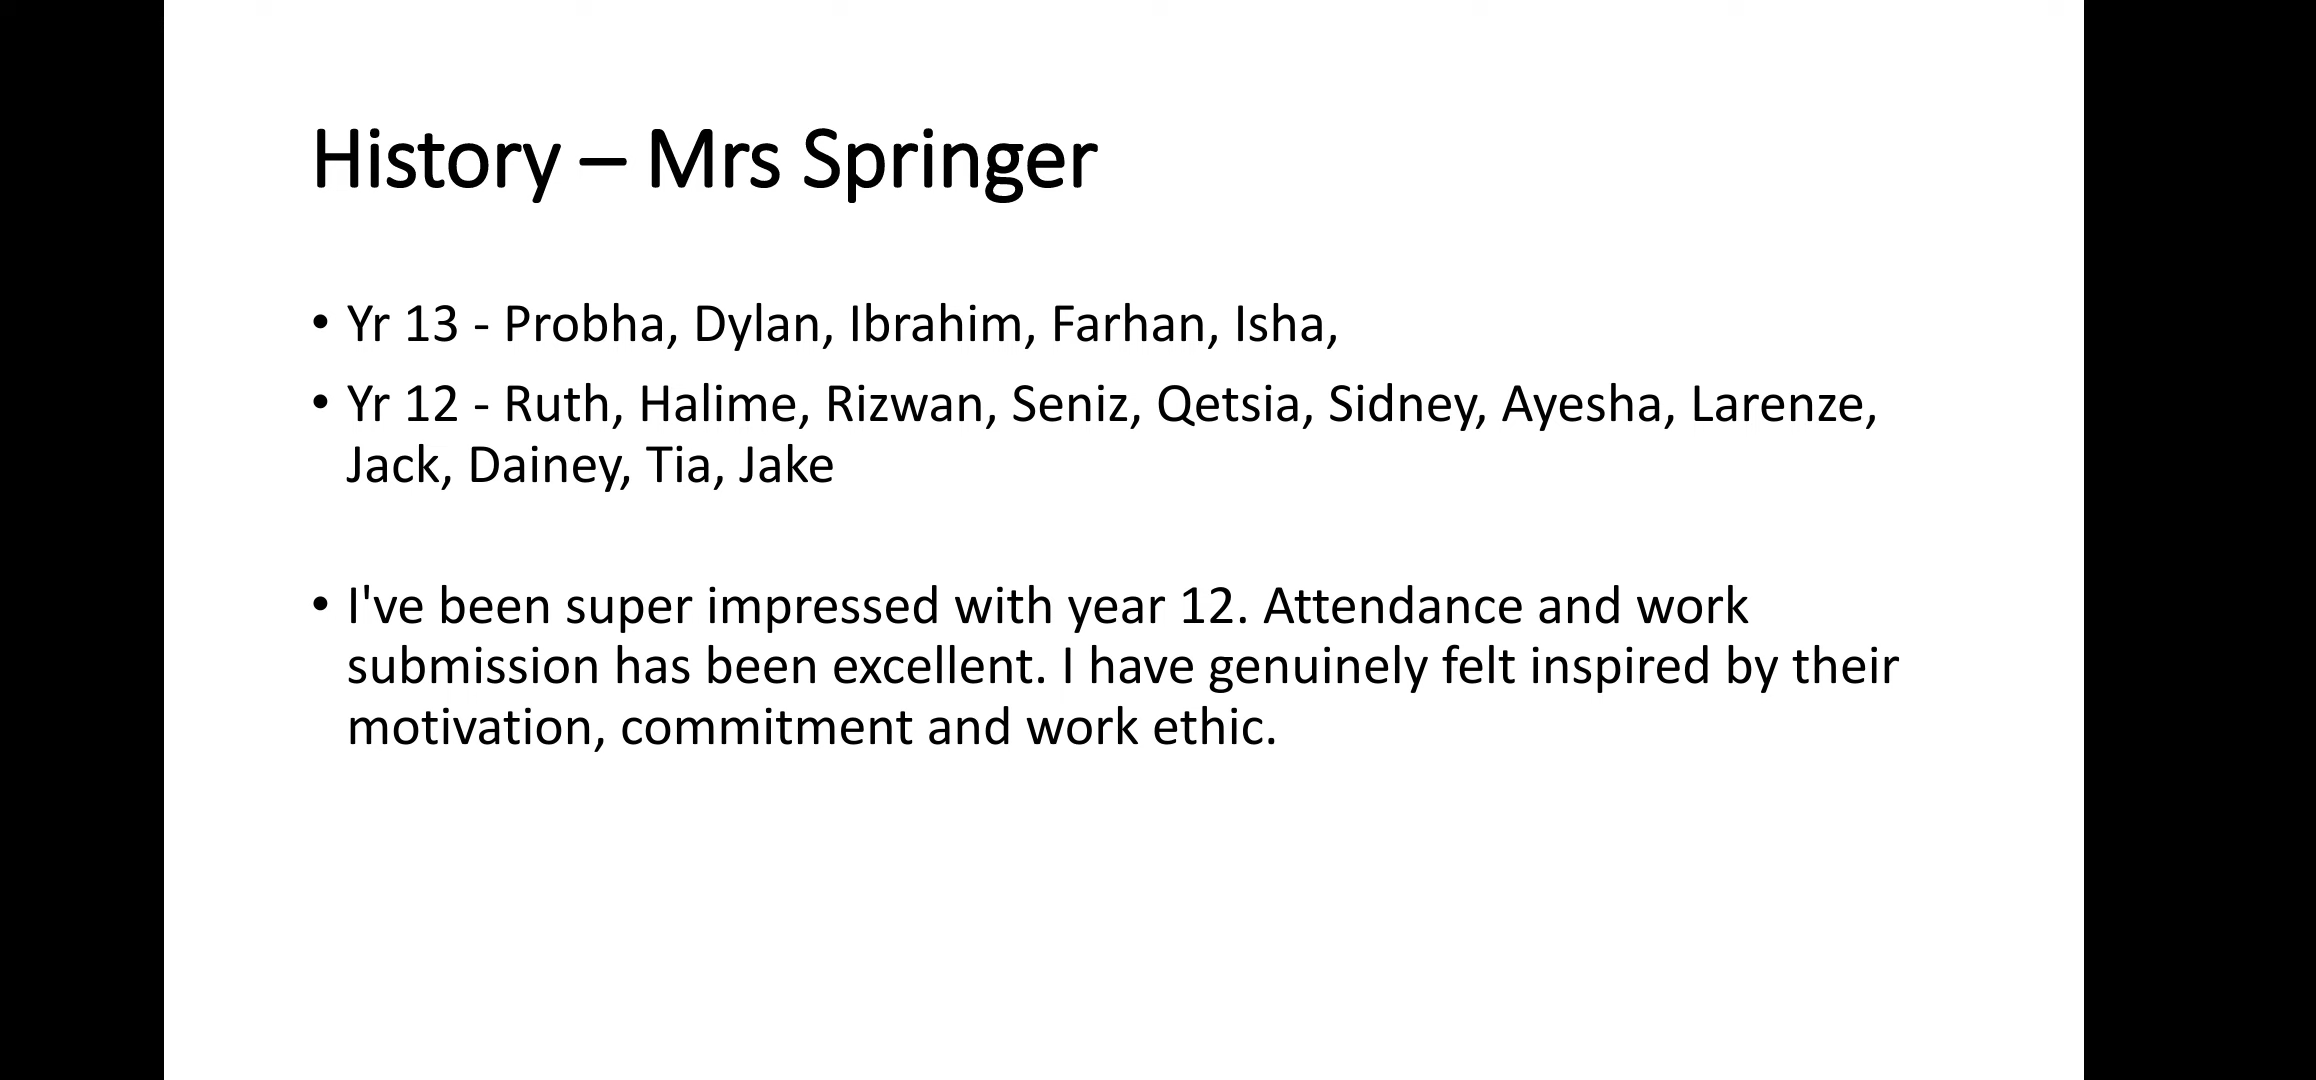 History – Mrs Springer
• Yr 13 - Probha, Dylan, Ibrahim, Farhan, Isha,
• Yr 12 - Ruth, Halime, Rizwan, Seniz, Qetsia, Sidney, Ayesha, Larenze,
Jack, Dainey, Tia, Jake
• I've been super impressed with year 12. Attendance and work
submission has been excellent. I have genuinely felt inspired by their
motivation, commitment and work ethic.